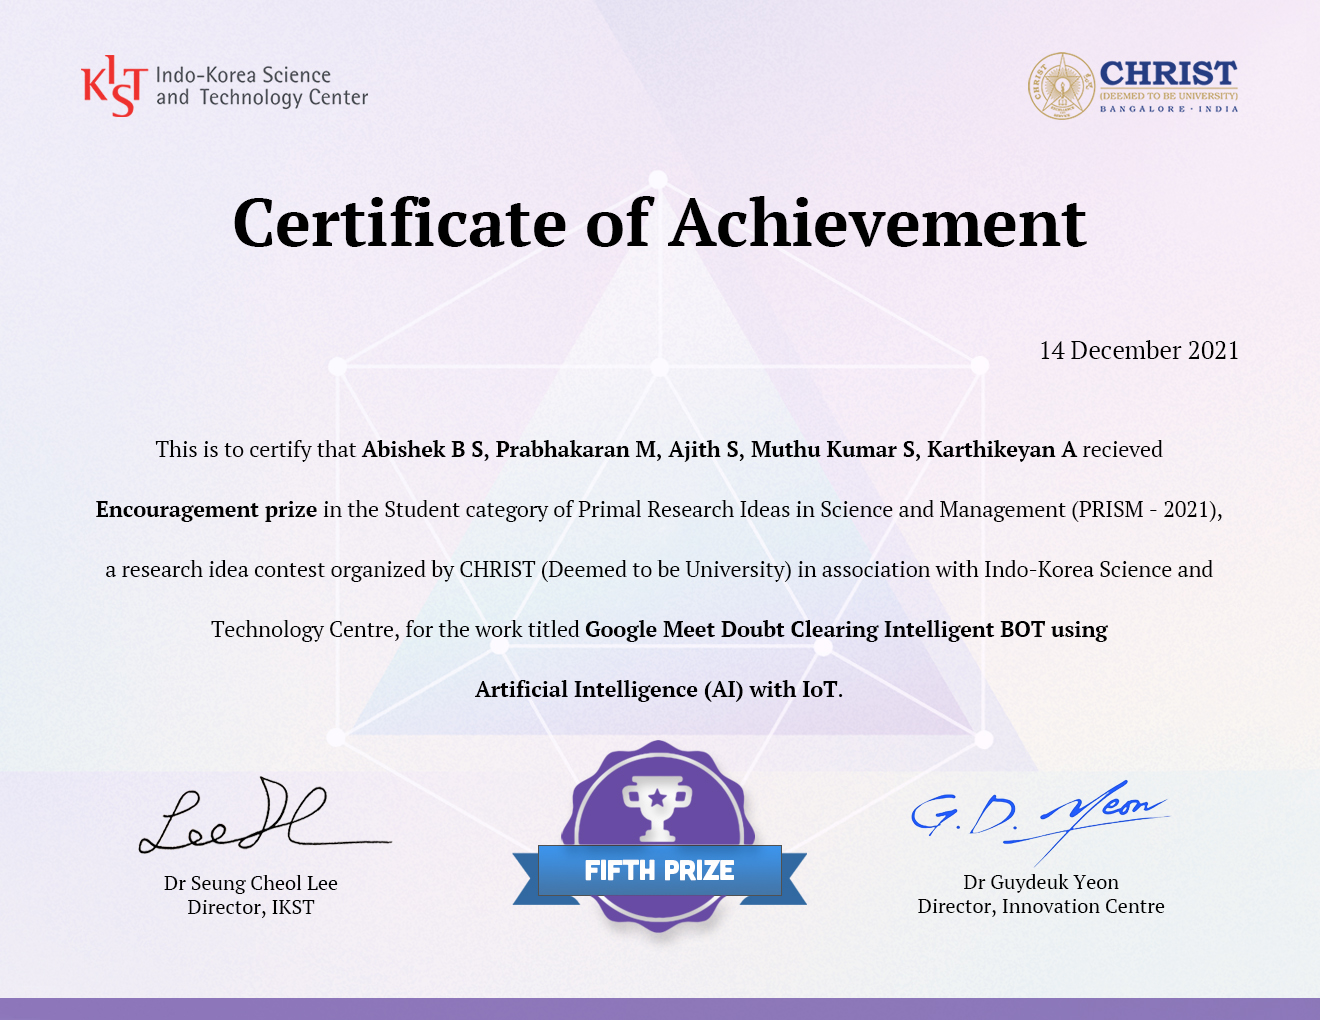 KIST
Indo-Korea Science
and Technology Center
CHRIST
(DEEMED TO BE UNIVERSITY)
BANGALORE · INDIA
Certificate of Achievement
14 December 2021
This is to certify that Abishek B S, Prabhakaran M, Ajith S, Muthu Kumar S, Karthikeyan A recieved
Encouragement prize in the Student category of Primal Research Ideas in Science and Management (PRISM - 2021),
a research idea contest organized by CHRIST (Deemed to be University) in association with Indo-Korea Science and
Technology Centre, for the work titled Google Meet Doubt Clearing Intelligent BOT using
Artificial Intelligence (AI) with IoT.
Lee
G. D. Yeon
FIFTH PRIZE
Dr Seung Cheol Lee
Director, IKST
Dr Guydeuk Yeon
Director, Innovation Centre